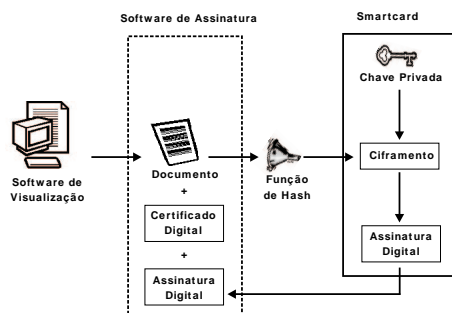 Software de Assinatura
Smartcard
Chave Privada
Software de
Visualização
Documento
+
Certificado
Digital
+
Assinatura
Digital
Função
de Hash
Ciframento
Assinatura
Digital